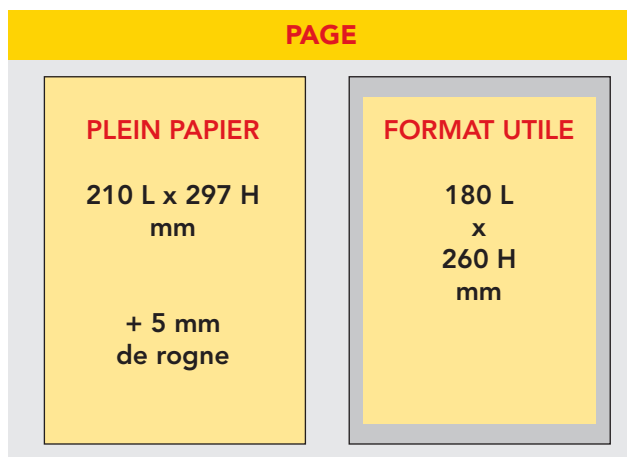 PAGE
PLEIN PAPIER
210 L x 297 H
mm
+ 5 mm
de rogne
FORMAT UTILE
180 L
x
260 H
mm